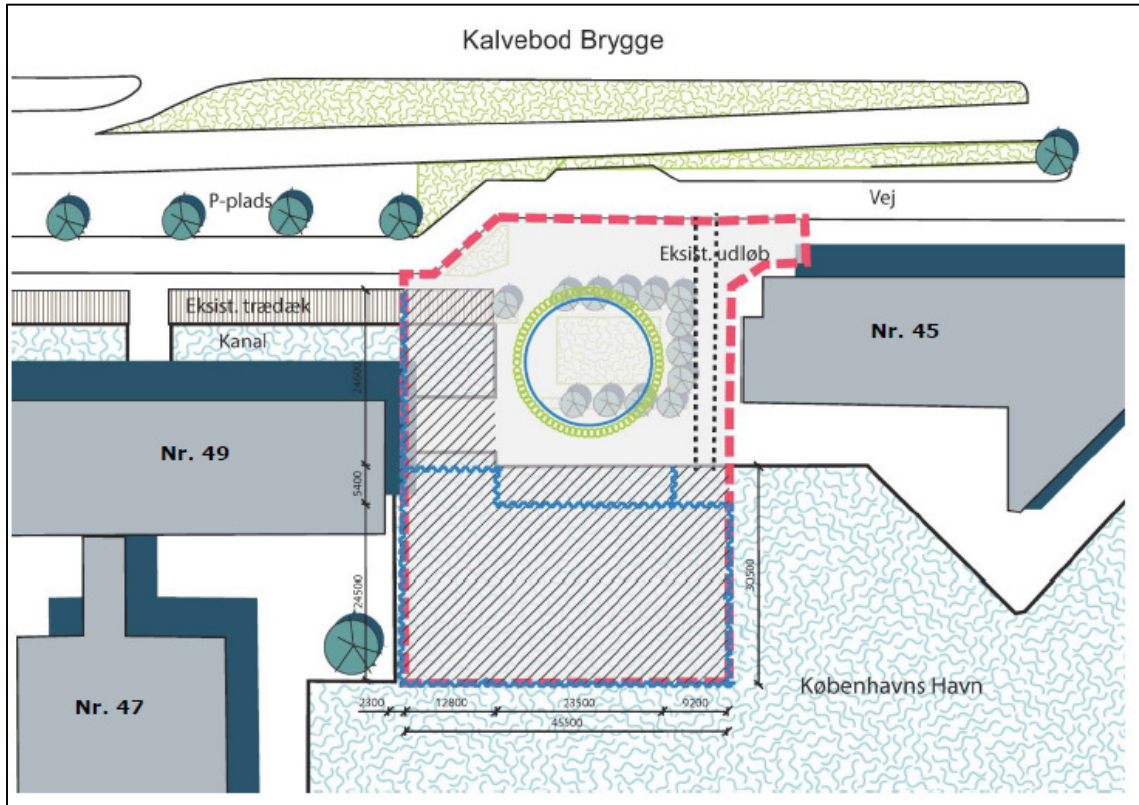 Kalvebod Brygge
P-plads
Vej
Eksist. udløb
Eksist. trædæk
Kanal
Nr. 45
24600
Nr. 49
5400
24500
30500
Københavns Havn
Nr. 47
2300 12800 23500 9200
45500